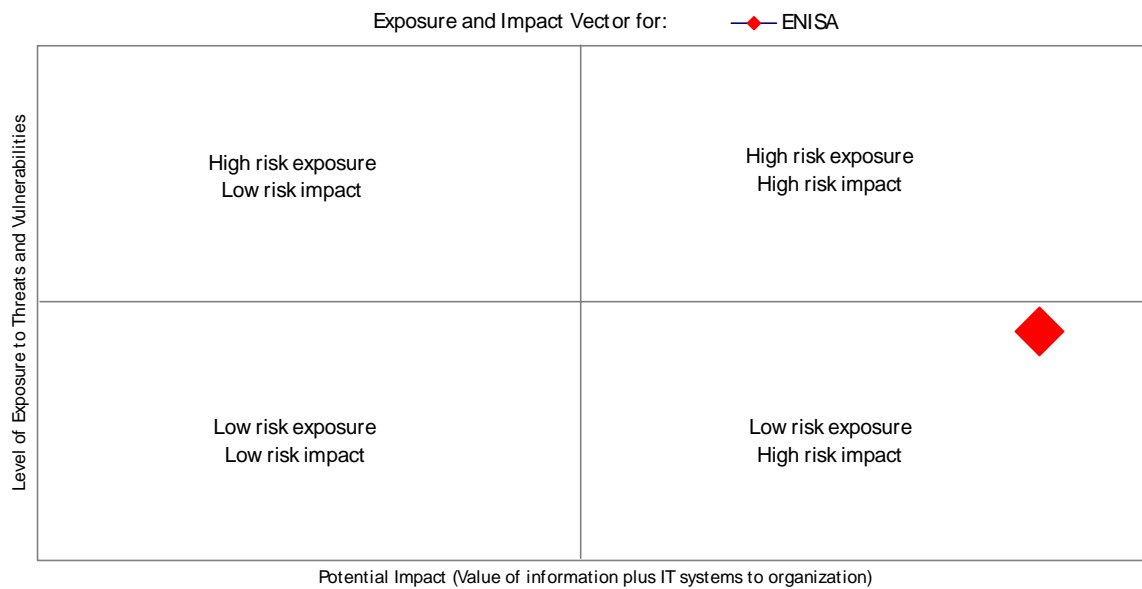 Exposure and Impact Vector for:
ENISA
Level of Exposure to Threats and Vulnerabilities
High risk exposure
Low risk impact
High risk exposure
High risk impact
Low risk exposure
Low risk impact
Low risk exposure
High risk impact
Potential Impact (Value of information plus IT systems to organization)